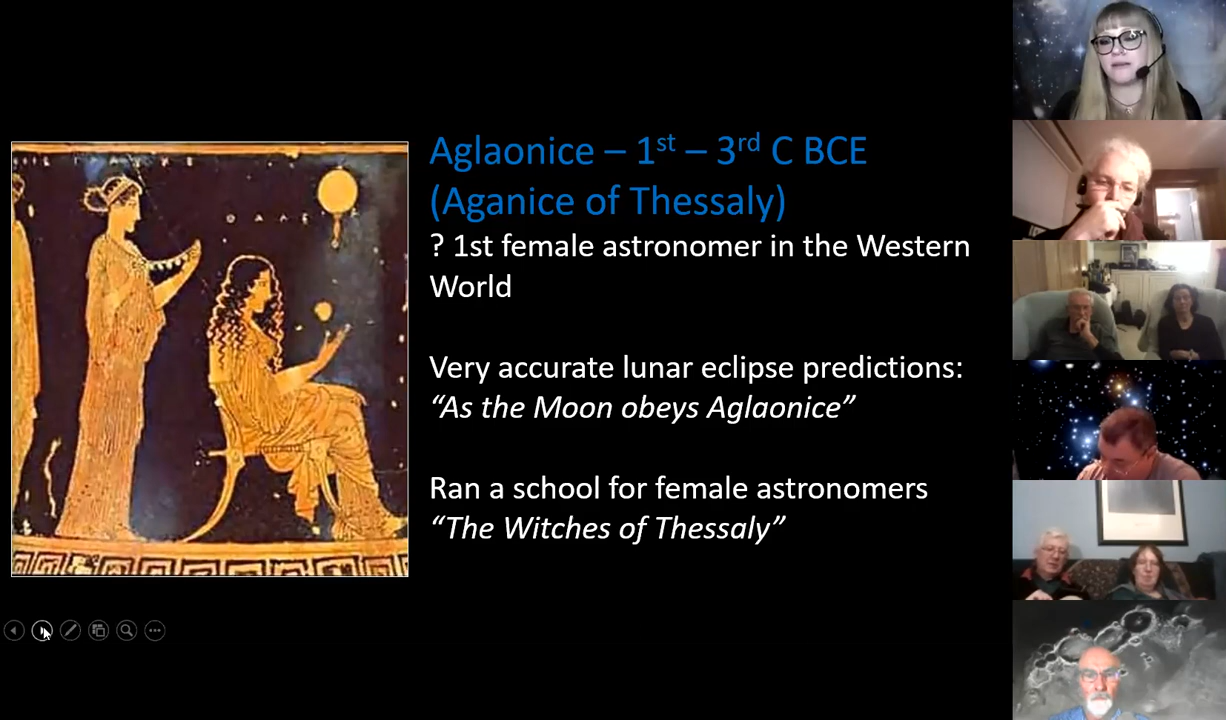 Aglaonice – 1st – 3rd C BCE
(Aganice of Thessaly)
? 1st female astronomer in the Western
World
Very accurate lunar eclipse predictions:
“As the Moon obeys Aglaonice”
Ran a school for female astronomers
“The Witches of Thessaly”